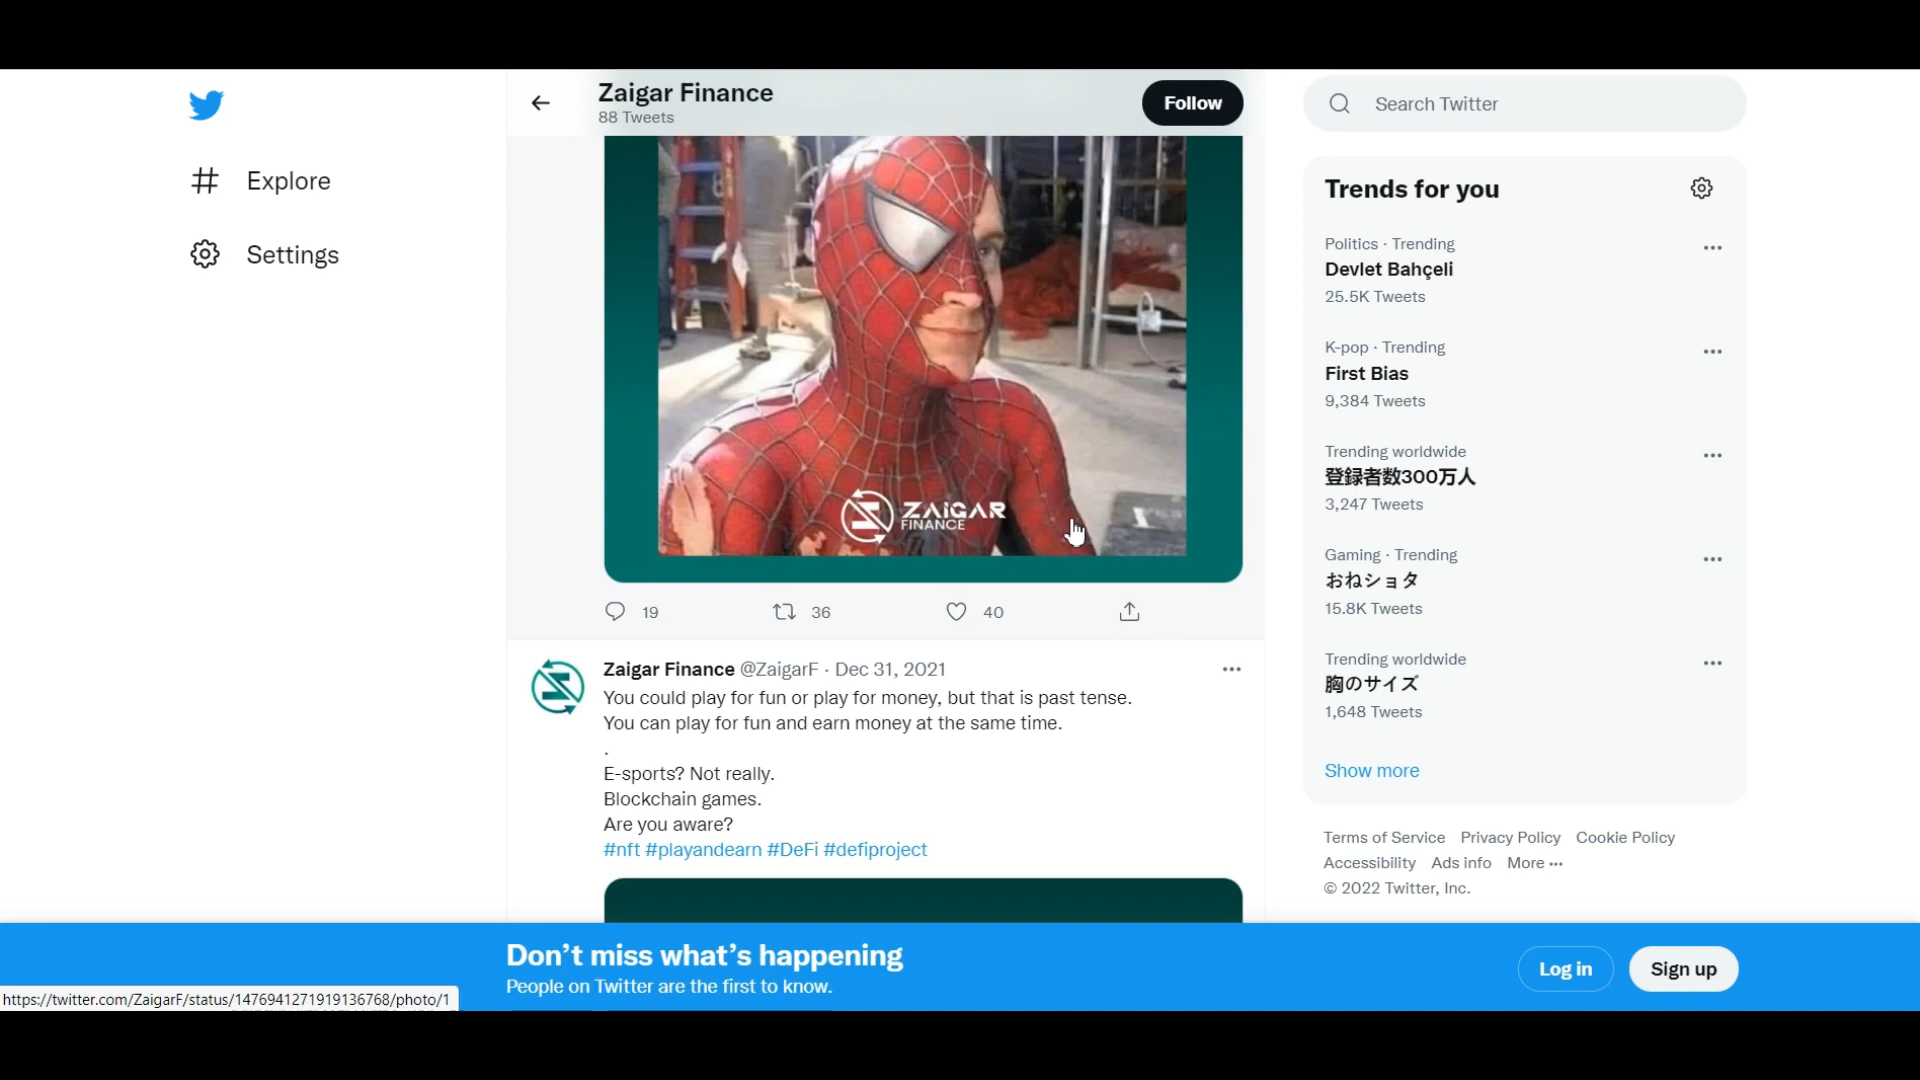 Zaigar Finance
88 Tweets
Follow
Search Twitter
Explore
Settings
ZAIGAR
FINANCE
19
36
40
Zaigar Finance @ZaigarF · Dec 31, 2021
You could play for fun or play for money, but that is past tense.
You can play for fun and earn money at the same time.
.
E-sports? Not really.
Blockchain games.
Are you aware?
#nft #playandearn #DeFi #defiproject
Trends for you
Politics · Trending
Devlet Bahçeli
25.5K Tweets
K-pop · Trending
First Bias
9,384 Tweets
Trending worldwide
登録者数300万人
3,247 Tweets
Gaming · Trending
おねショタ
15.8K Tweets
Trending worldwide
胸のサイズ
1,648 Tweets
Show more
Terms of Service Privacy Policy Cookie Policy
Accessibility Ads info More ···
© 2022 Twitter, Inc.
Don’t miss what’s happening
People on Twitter are the first to know.
Log in
Sign up
https://twitter.com/ZaigarF/status/1476941271919136768/photo/1